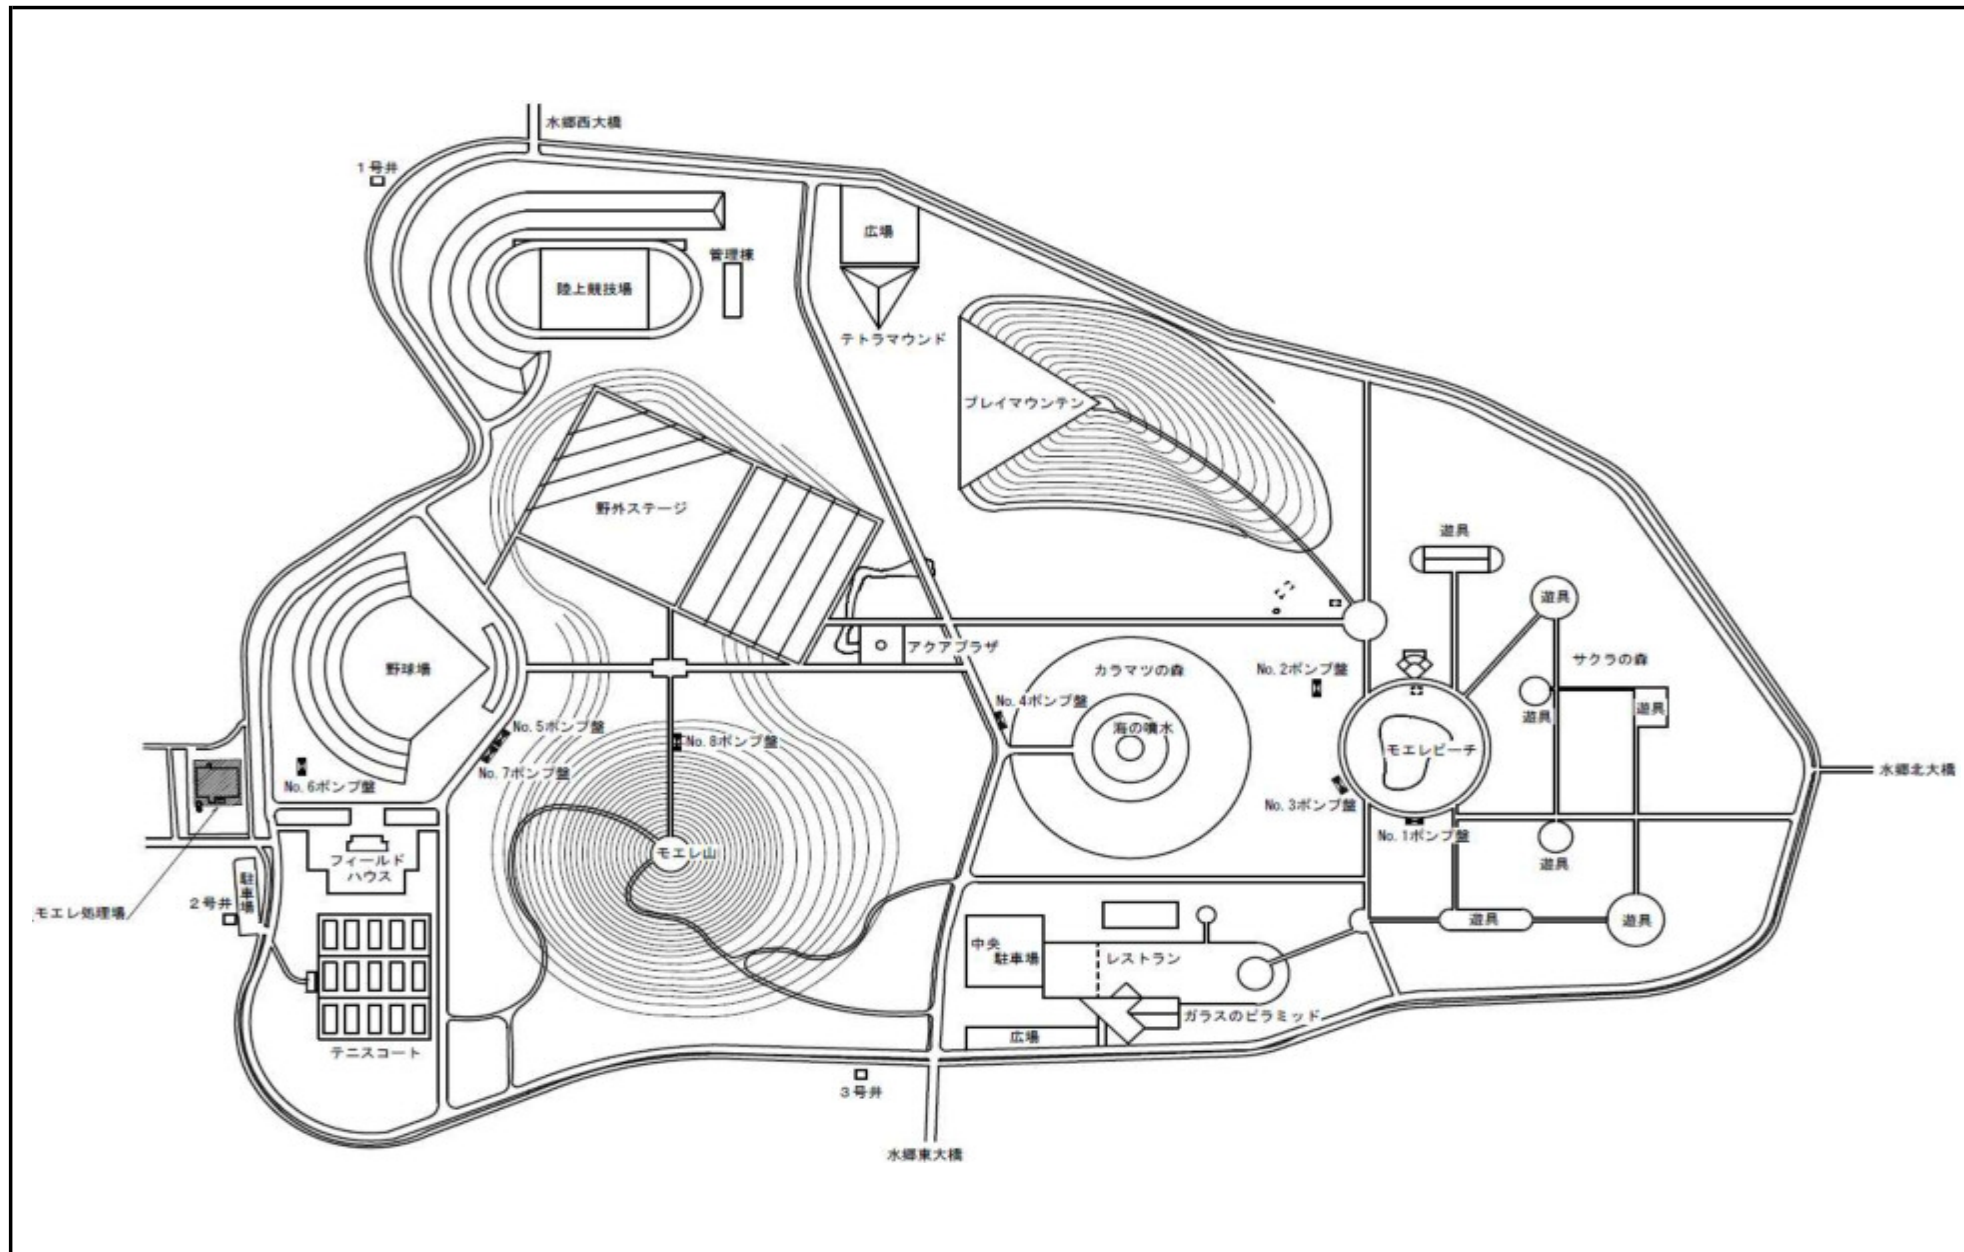 水郷西大橋
1号井
広場
管理棟
陸上競技場
テトラマウンド
プレイマウンテン
野外ステージ
遊具
遊具
アクアプラザ
サクラの森
野球場
カラマツの森
No.2ポンプ盤
No.4ポンプ盤
遊具
遊具
No.5ポンプ盤
海の噴水
No.8ポンプ盤
モエレビーチ
No.7ポンプ盤
水郷北大橋
No.6ポンプ盤
No.3ポンプ盤
No.1ポンプ盤
モエレ山
フィールド
ハウス
遊具
駐車場
2号井
モエレ処理場
遊具
遊具
中央
駐車場
レストラン
ガラスのピラミッド
広場
テニスコート
3号井
水郷東大橋